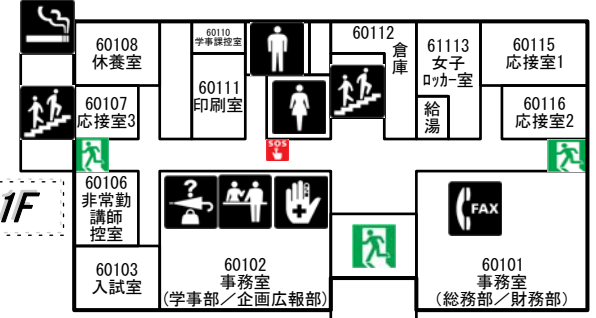 60108
休養室
60110
学事課控室
60112
倉庫
61113
女子
ロッカー室
60115
応接室1
60107
応接室3
60111
印刷室
給湯
60116
応接室2
SOS
1F
60106
非常勤
講師
控室
?
FAX
60103
入試室
60102
事務室
(学事部／企画広報部)
60101
事務室
(総務部／財務部)